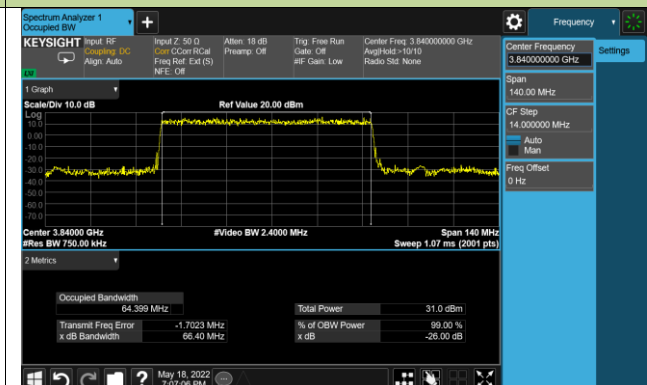 Spectrum Analyzer 1
Occupied BW
Frequency
KEYSIGHT
Input: RF
Coupling: DC
Align: Auto
Input Z: 50 Ω
Corr CCorr RCal
Freq Ref: Ext (S)
NFE: Off
Atten: 18 dB
Preamp: Off
Trig: Free Run
Gate: Off
#IF Gain: Low
Center Freq: 3.840000000 GHz
Avg|Hold:>10/10
Radio Std: None
Center Frequency
3.840000000 GHz
Settings
Span
140.00 MHz
CF Step
14.000000 MHz
Auto
Man
Freq Offset
0 Hz
1 Graph
Scale/Div 10.0 dB
Ref Value 20.00 dBm
Log
10.0
0.00
-10.0
-20.0
-30.0
-40.0
-50.0
-60.0
-70.0
Center 3.84000 GHz
#Video BW 2.4000 MHz
Span 140 MHz
#Res BW 750.00 kHz
Sweep 1.07 ms (2001 pts)
2 Metrics
Occupied Bandwidth
64.399 MHz
Total Power
31.0 dBm
Transmit Freq Error
-1.7023 MHz
% of OBW Power
99.00 %
x dB Bandwidth
66.40 MHz
x dB
-26.00 dB
May 18, 2022
7:07:06 PM